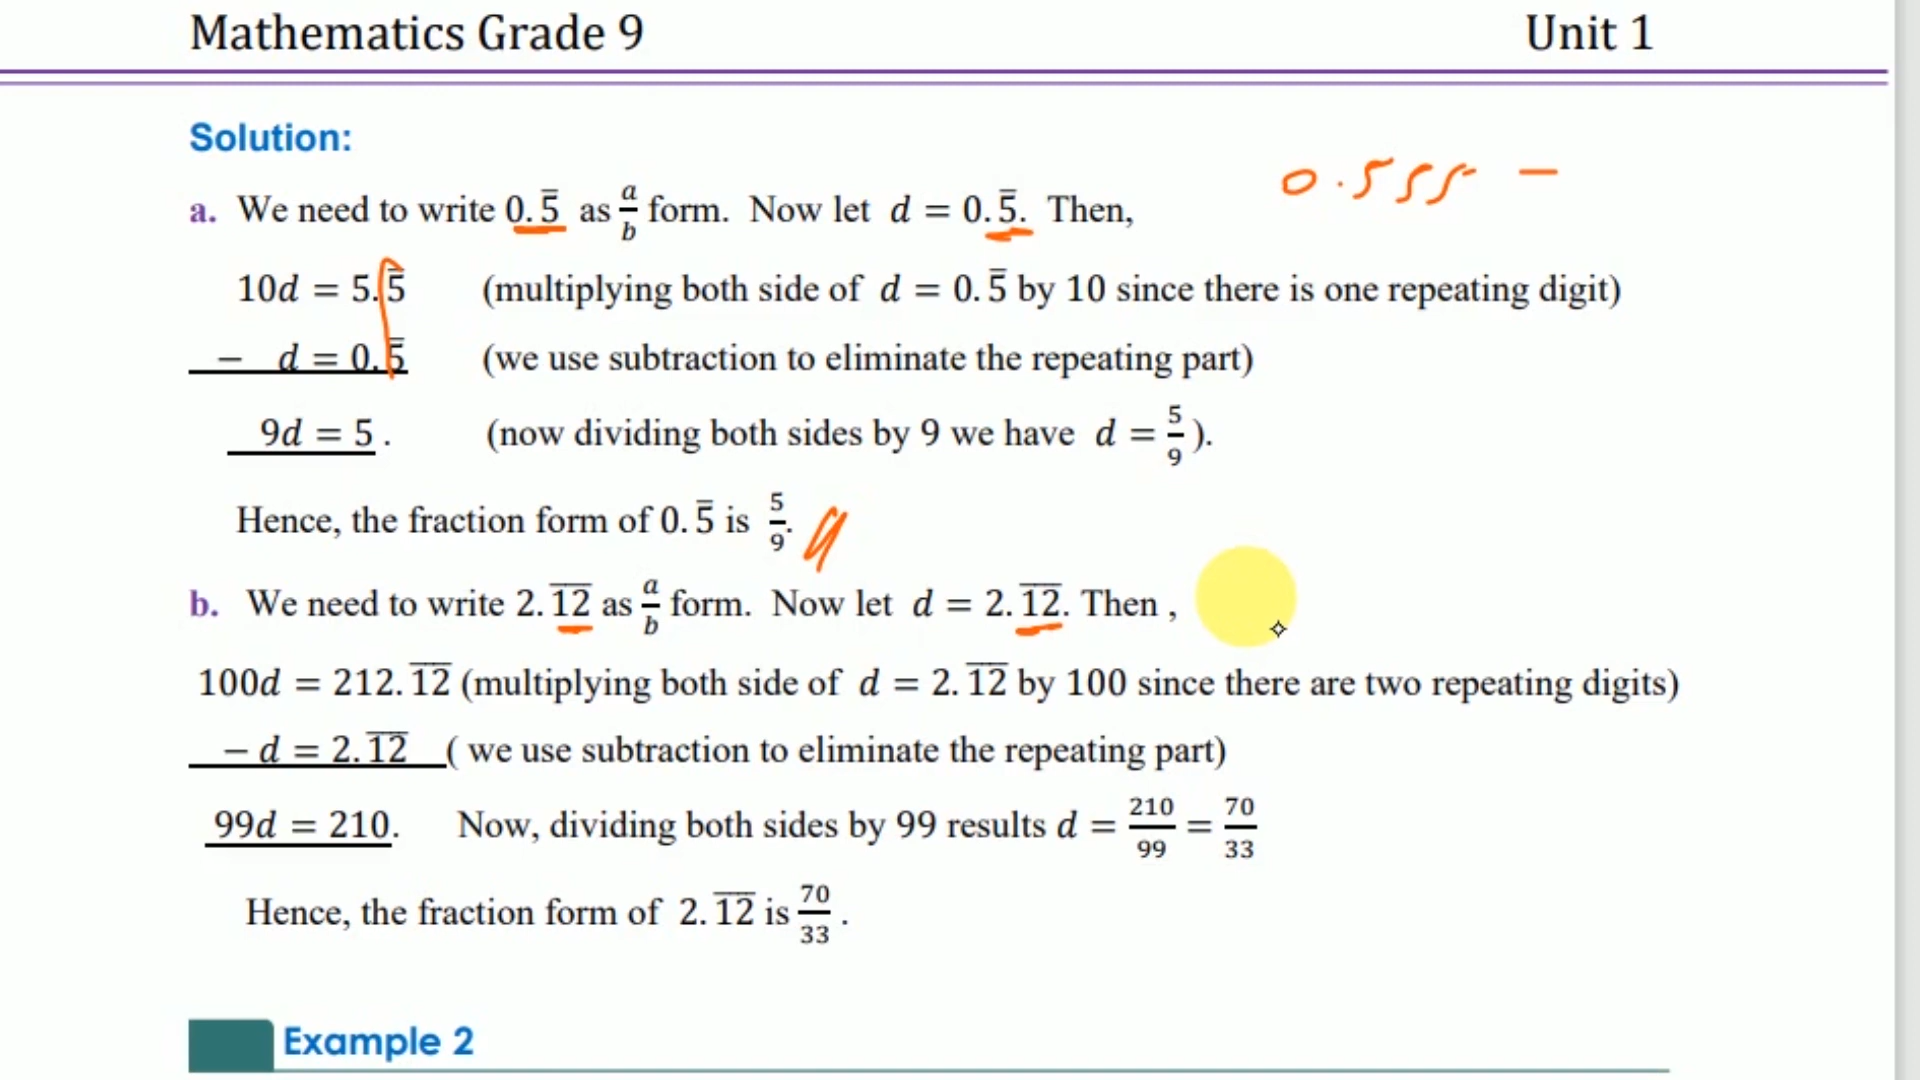 Mathematics Grade 9 Unit 1
Solution:
0.555 –
a. We need to write 0.5̅ as a/b form. Now let d = 0.5̅. Then,
10d = 5.5̅ (multiplying both side of d = 0.5̅ by 10 since there is one repeating digit)
− d = 0.5̅ (we use subtraction to eliminate the repeating part)
9d = 5 . (now dividing both sides by 9 we have d = 5/9 ).
Hence, the fraction form of 0.5̅ is 5/9.
b. We need to write 2.1̅2̅ as a/b form. Now let d = 2.1̅2̅. Then ,
100d = 212.1̅2̅ (multiplying both side of d = 2.1̅2̅ by 100 since there are two repeating digits)
− d = 2.1̅2̅ ( we use subtraction to eliminate the repeating part)
99d = 210. Now, dividing both sides by 99 results d = 210/99 = 70/33
Hence, the fraction form of 2.1̅2̅ is 70/33 .
Example 2